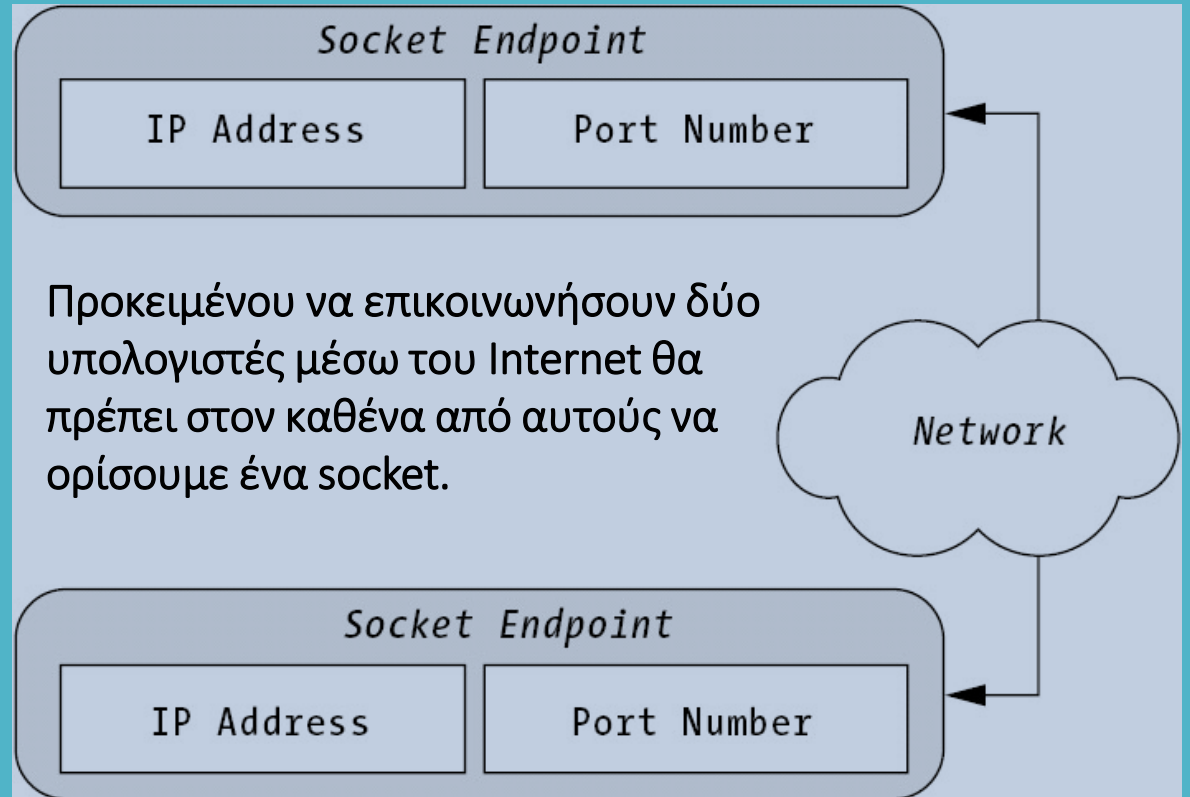 Socket Endpoint
IP Address
Port Number
Προκειμένου να επικοινωνήσουν δύο
υπολογιστές μέσω του Internet θα
πρέπει στον καθένα από αυτούς να
ορίσουμε ένα socket.
Network
Socket Endpoint
IP Address
Port Number